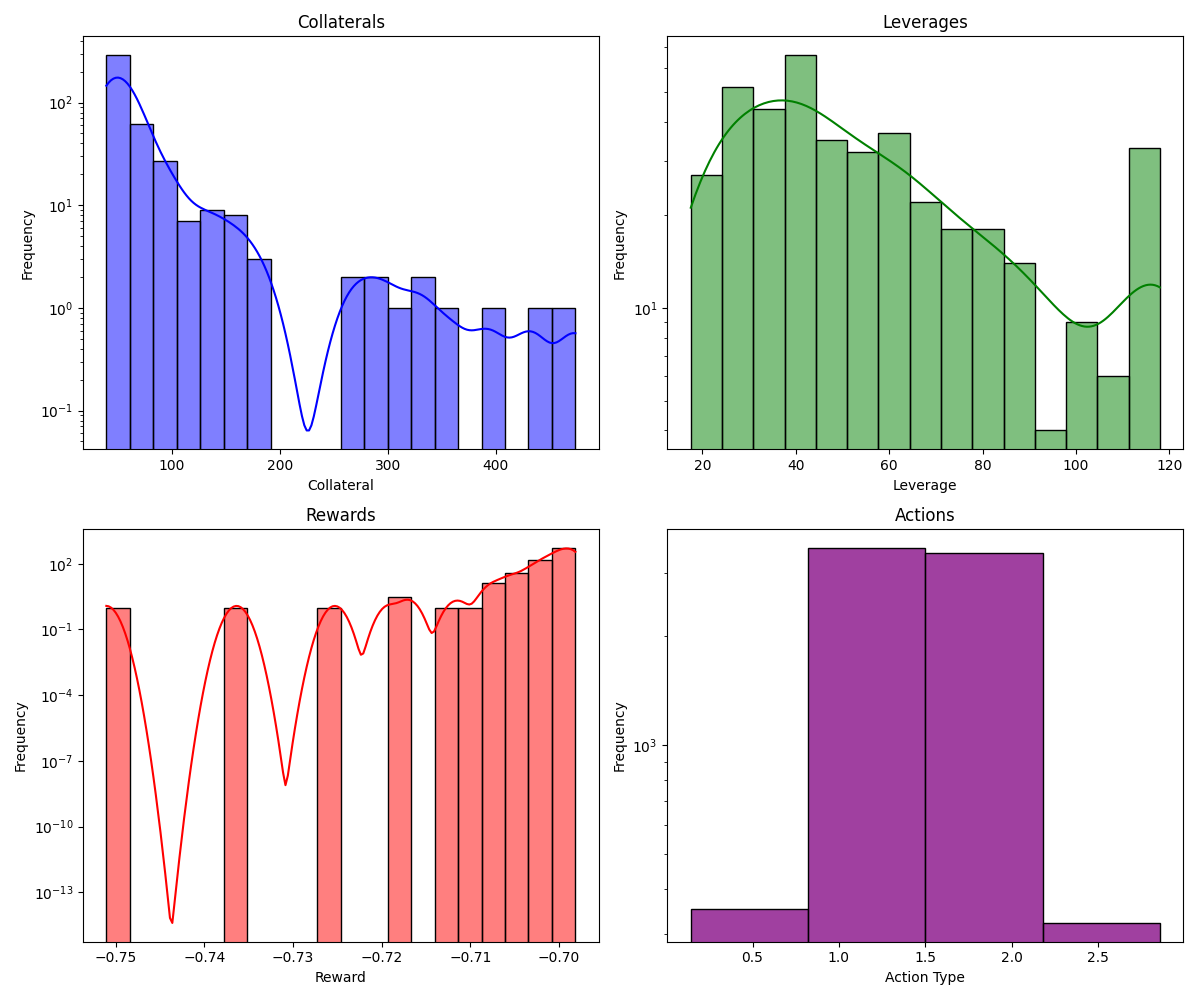 Collaterals
Frequency
10²
10¹
10⁰
10⁻¹
100 200 300 400
Collateral
Leverages
Frequency
10¹
20 40 60 80 100 120
Leverage
Rewards
Frequency
10²
10⁻¹
10⁻⁴
10⁻⁷
10⁻¹⁰
10⁻¹³
−0.75 −0.74 −0.73 −0.72 −0.71 −0.70
Reward
Actions
Frequency
10³
0.5 1.0 1.5 2.0 2.5
Action Type